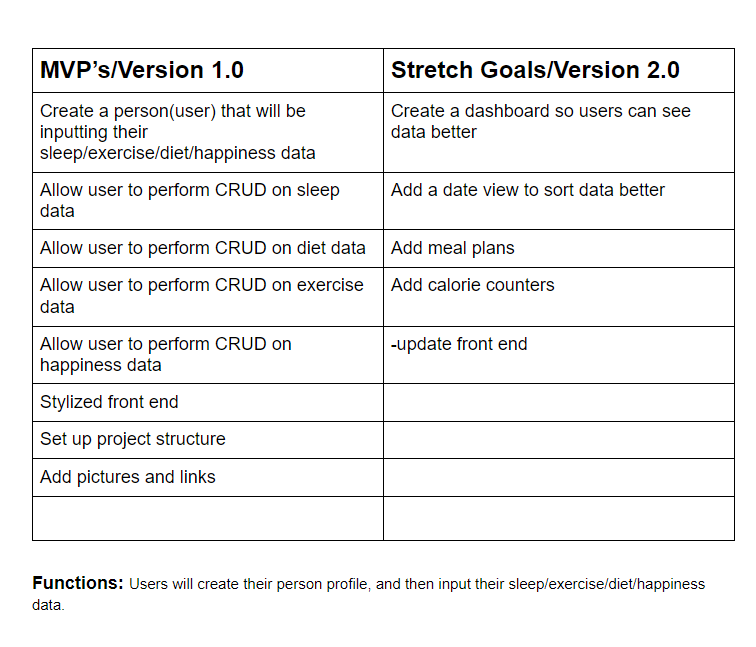 MVP’s/Version 1.0
Stretch Goals/Version 2.0
Create a person(user) that will be
inputting their
sleep/exercise/diet/happiness data
Create a dashboard so users can see
data better
Allow user to perform CRUD on sleep
data
Add a date view to sort data better
Allow user to perform CRUD on diet data
Add meal plans
Allow user to perform CRUD on exercise
data
Add calorie counters
Allow user to perform CRUD on
happiness data
-update front end
Stylized front end
Set up project structure
Add pictures and links
Functions: Users will create their person profile, and then input their sleep/exercise/diet/happiness
data.